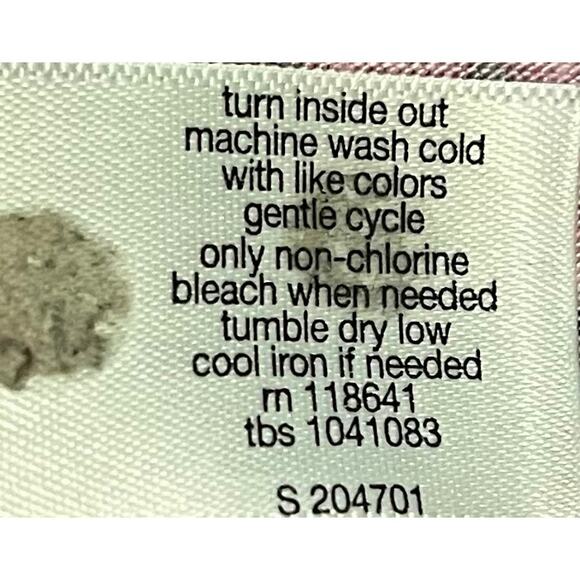 turn inside out
machine wash cold
with like colors
gentle cycle
only non-chlorine
bleach when needed
tumble dry low
cool iron if needed
rn 118641
tbs 1041083
S 204701